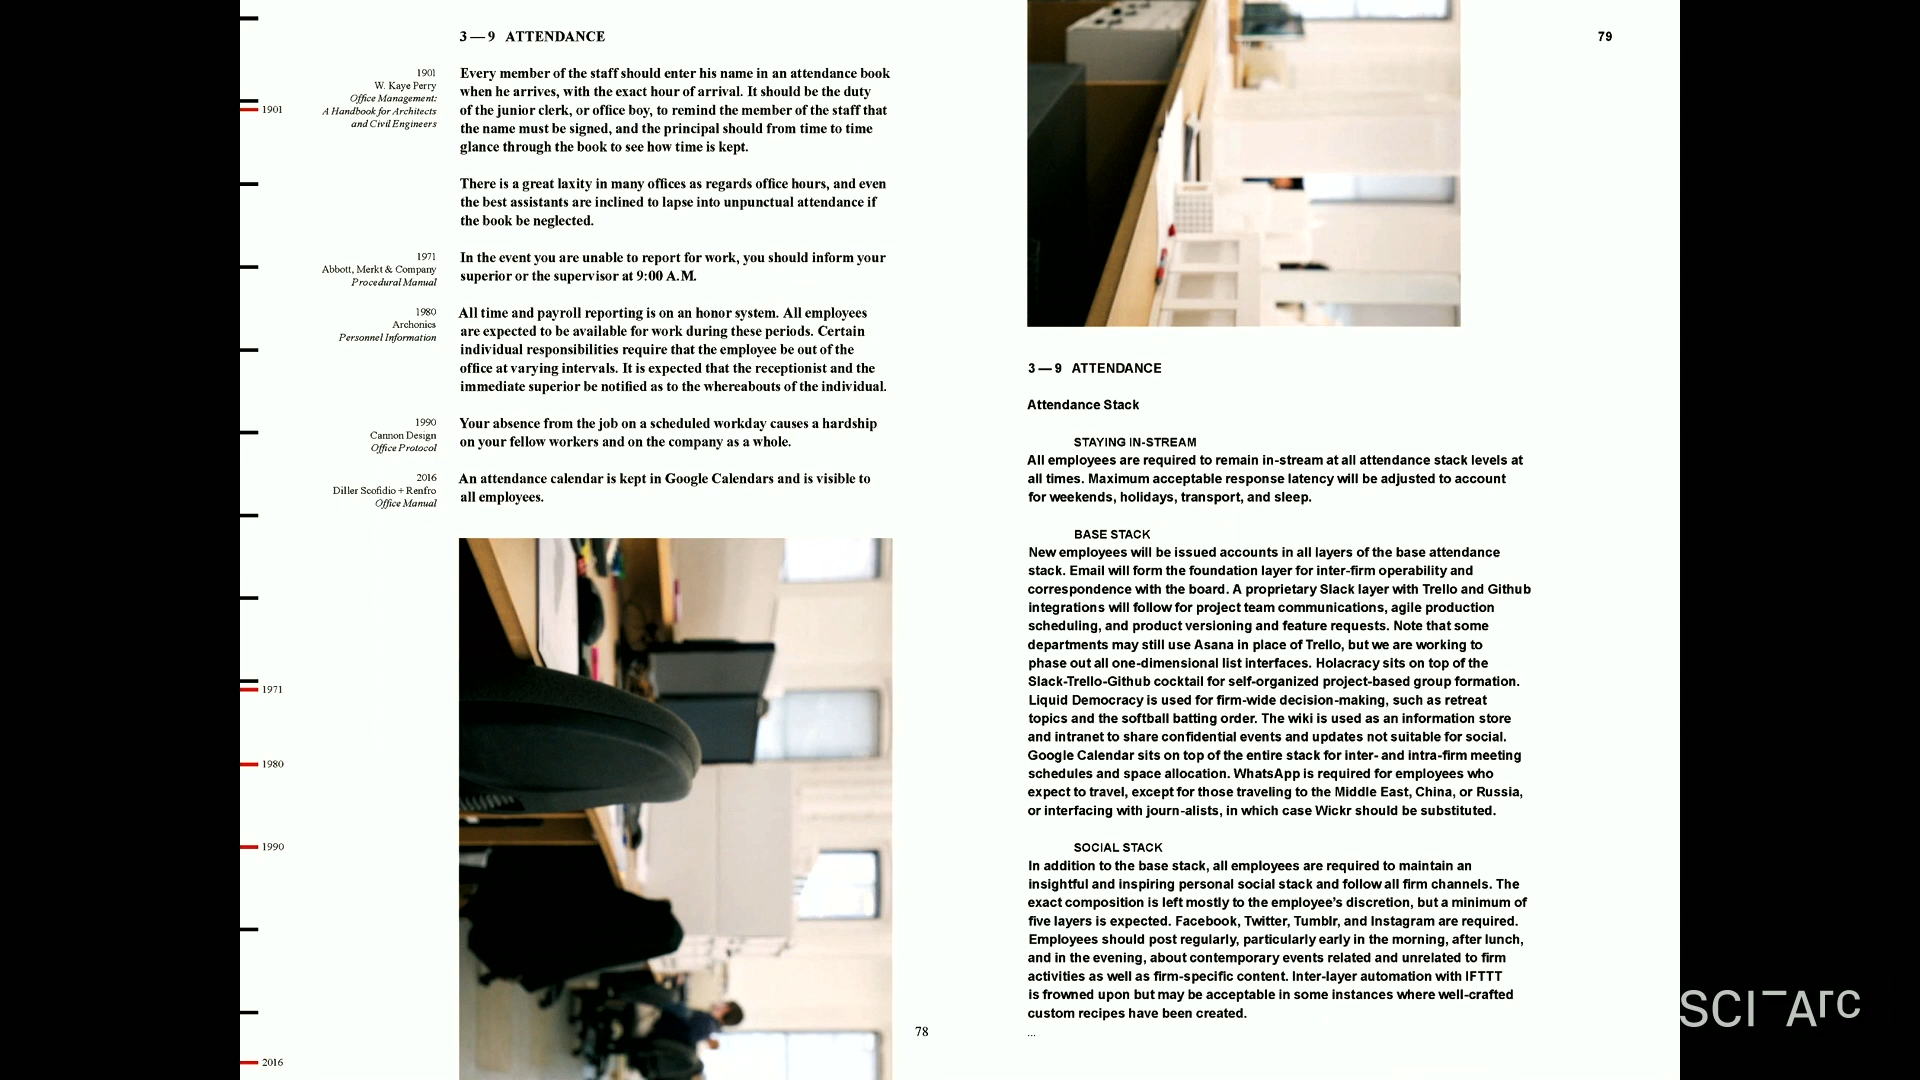 3 — 9 ATTENDANCE
1901
W. Kaye Perry
Office Management:
A Handbook for Architects
and Civil Engineers
Every member of the staff should enter his name in an attendance book
when he arrives, with the exact hour of arrival. It should be the duty
of the junior clerk, or office boy, to remind the member of the staff that
the name must be signed, and the principal should from time to time
glance through the book to see how time is kept.
There is a great laxity in many offices as regards office hours, and even
the best assistants are inclined to lapse into unpunctual attendance if
the book be neglected.
1971
Abbott, Merkt & Company
Procedural Manual
In the event you are unable to report for work, you should inform your
superior or the supervisor at 9:00 A.M.
1980
Archonics
Personnel Information
All time and payroll reporting is on an honor system. All employees
are expected to be available for work during these periods. Certain
individual responsibilities require that the employee be out of the
office at varying intervals. It is expected that the receptionist and the
immediate superior be notified as to the whereabouts of the individual.
1990
Cannon Design
Office Protocol
Your absence from the job on a scheduled workday causes a hardship
on your fellow workers and on the company as a whole.
2016
Diller Scofidio + Renfro
Office Manual
An attendance calendar is kept in Google Calendars and is visible to
all employees.
1901
1971
1980
1990
2016
78
79
3 — 9 ATTENDANCE
Attendance Stack
STAYING IN-STREAM
All employees are required to remain in-stream at all attendance stack levels at
all times. Maximum acceptable response latency will be adjusted to account
for weekends, holidays, transport, and sleep.
BASE STACK
New employees will be issued accounts in all layers of the base attendance
stack. Email will form the foundation layer for inter-firm operability and
correspondence with the board. A proprietary Slack layer with Trello and Github
integrations will follow for project team communications, agile production
scheduling, and product versioning and feature requests. Note that some
departments may still use Asana in place of Trello, but we are working to
phase out all one-dimensional list interfaces. Holacracy sits on top of the
Slack-Trello-Github cocktail for self-organized project-based group formation.
Liquid Democracy is used for firm-wide decision-making, such as retreat
topics and the softball batting order. The wiki is used as an information store
and intranet to share confidential events and updates not suitable for social.
Google Calendar sits on top of the entire stack for inter- and intra-firm meeting
schedules and space allocation. WhatsApp is required for employees who
expect to travel, except for those traveling to the Middle East, China, or Russia,
or interfacing with journ-alists, in which case Wickr should be substituted.
SOCIAL STACK
In addition to the base stack, all employees are required to maintain an
insightful and inspiring personal social stack and follow all firm channels. The
exact composition is left mostly to the employee’s discretion, but a minimum of
five layers is expected. Facebook, Twitter, Tumblr, and Instagram are required.
Employees should post regularly, particularly early in the morning, after lunch,
and in the evening, about contemporary events related and unrelated to firm
activities as well as firm-specific content. Inter-layer automation with IFTTT
is frowned upon but may be acceptable in some instances where well-crafted
custom recipes have been created.
...
SCI-Arc